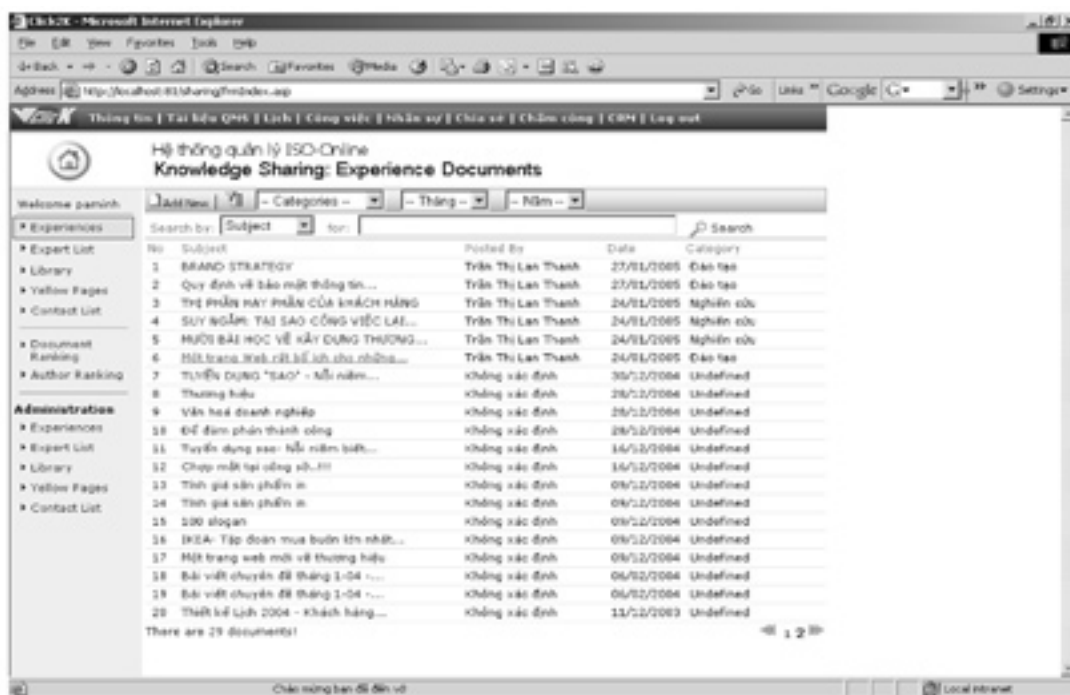 Click2K - Microsoft Internet Explorer
File Edit View Favorites Tools Help
Back Search Favorites Media
Address http://localhost:81/sharing/frmIndex.asp Go Links Google Settings
Thông tin | Tài liệu QMS | Lịch | Công việc | Nhân sự | Chia sẻ | Chấm công | CRM | Log out
Hệ thống quản lý ISO-Online
Knowledge Sharing: Experience Documents
Welcome paminh
Add New | -- Categories -- -- Tháng -- -- Năm --
Experiences
Search by: Subject for: Search
Expert List
Library
Yellow Pages
Contact List
Document
Ranking
Author Ranking
Administration
Experiences
Expert List
Library
Yellow Pages
Contact List
No Subject Posted By Date Category
1 BRAND STRATEGY Trần Thị Lan Thanh 27/01/2005 Đào tạo
2 Quy định về bảo mật thông tin... Trần Thị Lan Thanh 27/01/2005 Đào tạo
3 THỊ PHẦN HAY PHẦN CỦA KHÁCH HÀNG Trần Thị Lan Thanh 24/01/2005 Nghiên cứu
4 SUY NGẪM: TẠI SAO CÔNG VIỆC LẠI... Trần Thị Lan Thanh 24/01/2005 Nghiên cứu
5 MƯỜI BÀI HỌC VỀ XÂY DỰNG THƯƠNG... Trần Thị Lan Thanh 24/01/2005 Nghiên cứu
6 Một trang Web rất bổ ích cho những... Trần Thị Lan Thanh 24/01/2005 Đào tạo
7 TUYỂN DỤNG "SAO" - Nỗi niềm... Không xác định 30/12/2004 Undefined
8 Thương hiệu Không xác định 28/12/2004 Undefined
9 Văn hoá doanh nghiệp Không xác định 28/12/2004 Undefined
10 Để đàm phán thành công Không xác định 28/12/2004 Undefined
11 Tuyển dụng sao- Nỗi niềm biết... Không xác định 16/12/2004 Undefined
12 Chợp mắt tại công sở..!!! Không xác định 16/12/2004 Undefined
13 Tính giá sản phẩm in Không xác định 09/12/2004 Undefined
14 Tính giá sản phẩm in Không xác định 09/12/2004 Undefined
15 100 slogan Không xác định 09/12/2004 Undefined
16 IKEA- Tập đoàn mua buôn lớn nhất... Không xác định 09/12/2004 Undefined
17 Một trang web mới về thương hiệu Không xác định 09/12/2004 Undefined
18 Bài viết chuyên đề tháng 1-04 -... Không xác định 06/02/2004 Undefined
19 Bài viết chuyên đề tháng 1-04 -... Không xác định 06/02/2004 Undefined
20 Thiết kế Lịch 2004 - Khách hàng... Không xác định 11/12/2003 Undefined
There are 29 documents! 1 2
Chào mừng bạn đã đến với Local intranet